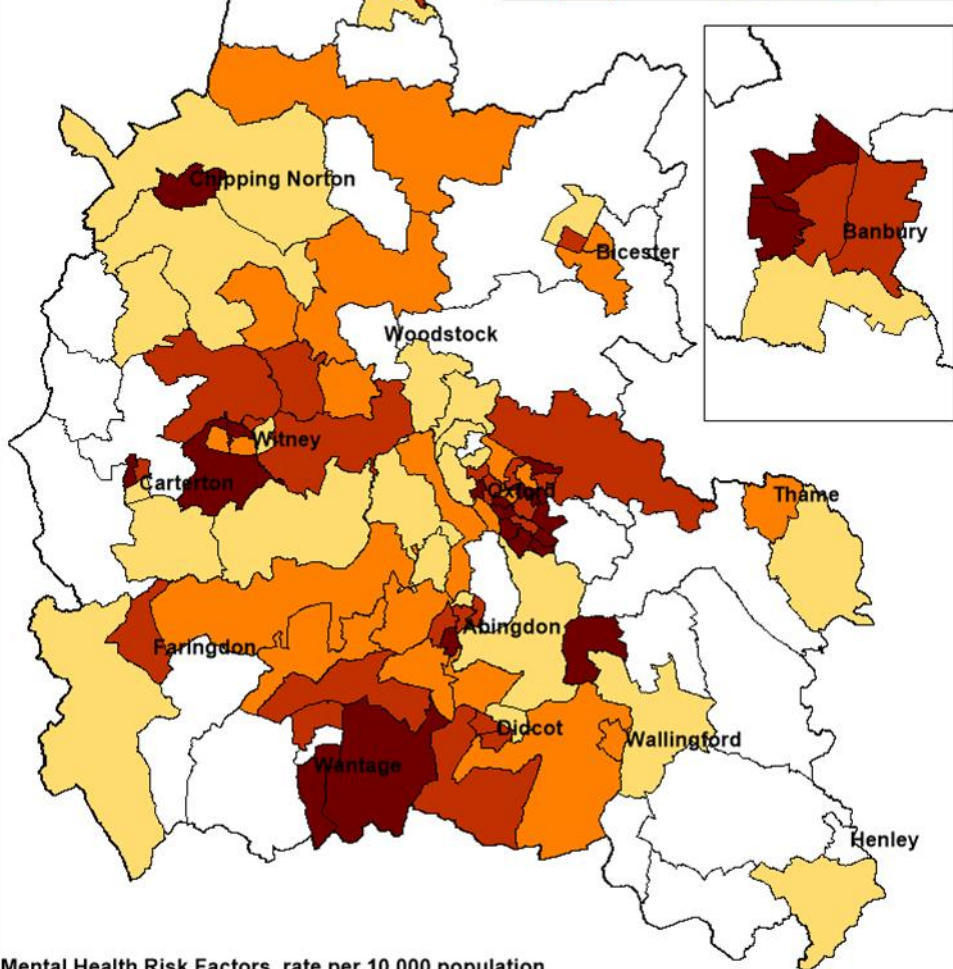 Chipping Norton
Banbury
Bicester
Woodstock
Witney
Carterton
Oxford
Thame
Abingdon
Faringdon
Didcot
Wallingford
Wantage
Henley
Mental Health Risk Factors, rate per 10,000 population